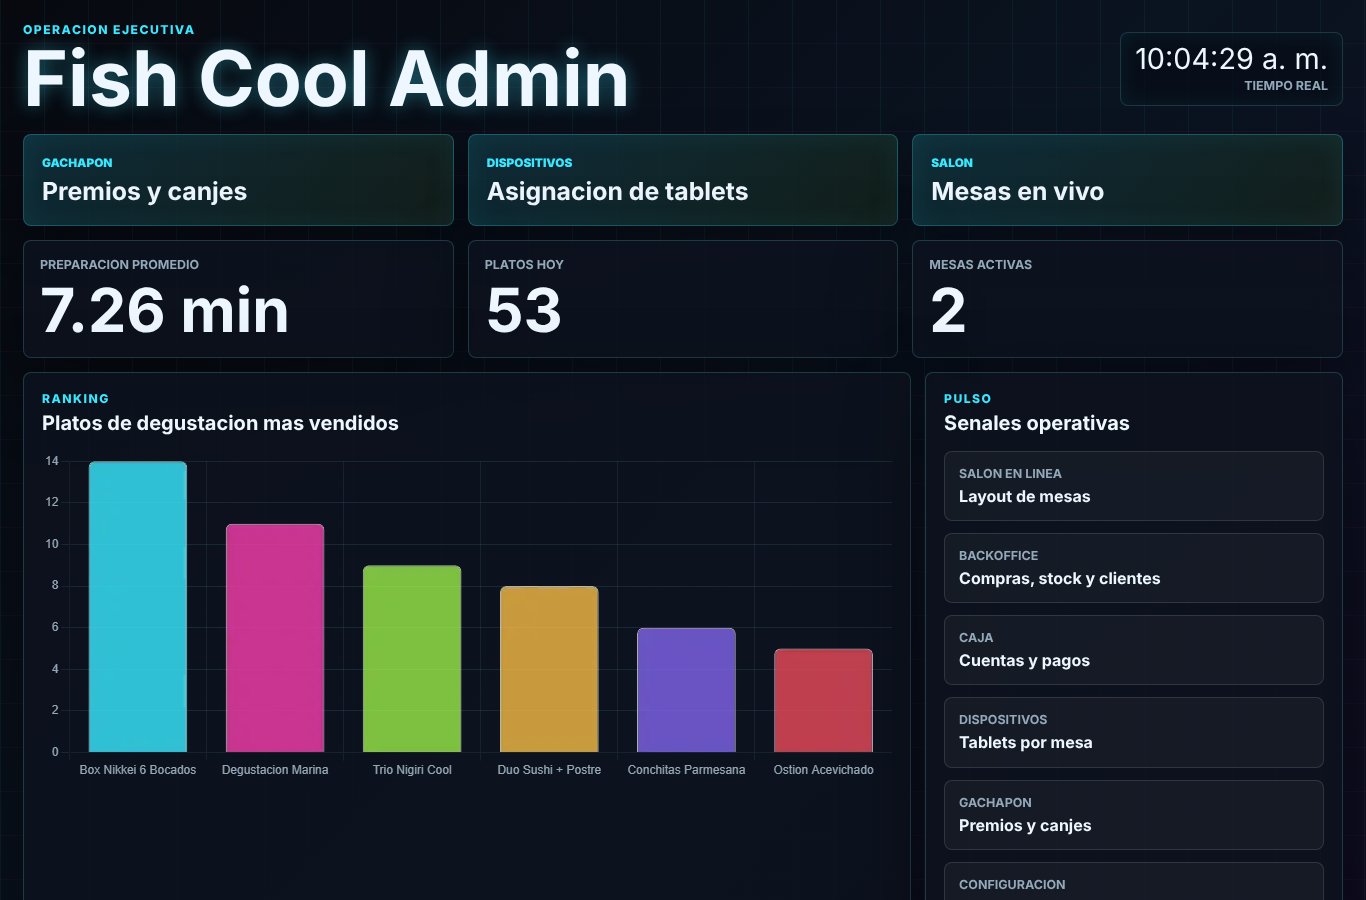 OPERACION EJECUTIVA
Fish Cool Admin
10:04:29 a. m.
TIEMPO REAL
GACHAPON
Premios y canjes
DISPOSITIVOS
Asignacion de tablets
SALON
Mesas en vivo
PREPARACION PROMEDIO
7.26 min
PLATOS HOY
53
MESAS ACTIVAS
2
RANKING
Platos de degustacion mas vendidos
14
12
10
8
6
4
2
0
Box Nikkei 6 Bocados
Degustacion Marina
Trio Nigiri Cool
Duo Sushi + Postre
Conchitas Parmesana
Ostion Acevichado
PULSO
Senales operativas
SALON EN LINEA
Layout de mesas
BACKOFFICE
Compras, stock y clientes
CAJA
Cuentas y pagos
DISPOSITIVOS
Tablets por mesa
GACHAPON
Premios y canjes
CONFIGURACION